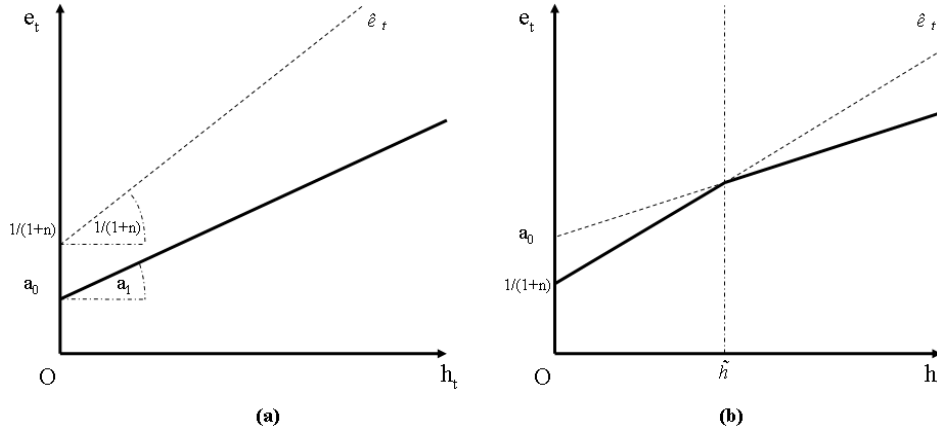 e_t
ê_t
1/(1+n)
1/(1+n)
a_0
a_1
O
h_t
(a)
e_t
ê_t
a_0
1/(1+n)
O
h̃
h
(b)